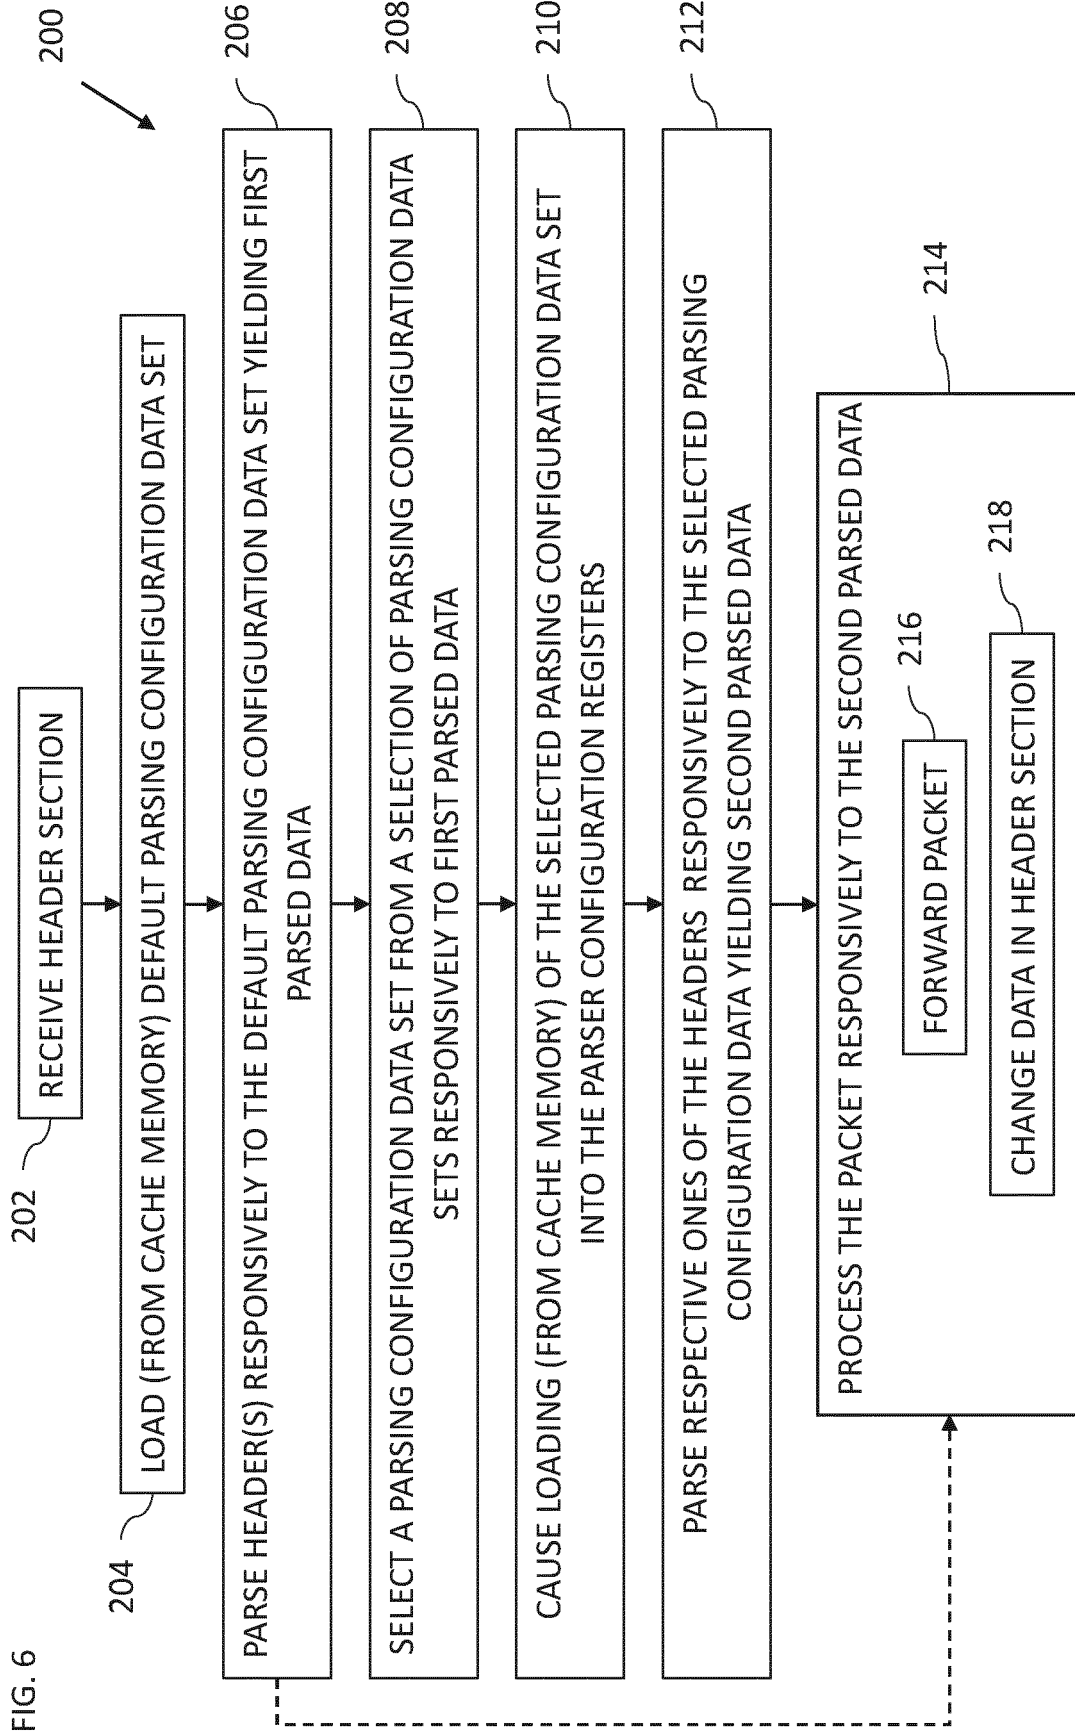 FIG. 6
200
202
RECEIVE HEADER SECTION
204
LOAD (FROM CACHE MEMORY) DEFAULT PARSING CONFIGURATION DATA SET
206
PARSE HEADER(S) RESPONSIVELY TO THE DEFAULT PARSING CONFIGURATION DATA SET YIELDING FIRST
PARSED DATA
208
SELECT A PARSING CONFIGURATION DATA SET FROM A SELECTION OF PARSING CONFIGURATION DATA
SETS RESPONSIVELY TO FIRST PARSED DATA
210
CAUSE LOADING (FROM CACHE MEMORY) OF THE SELECTED PARSING CONFIGURATION DATA SET
INTO THE PARSER CONFIGURATION REGISTERS
212
PARSE RESPECTIVE ONES OF THE HEADERS RESPONSIVELY TO THE SELECTED PARSING
CONFIGURATION DATA YIELDING SECOND PARSED DATA
214
PROCESS THE PACKET RESPONSIVELY TO THE SECOND PARSED DATA
216
FORWARD PACKET
218
CHANGE DATA IN HEADER SECTION